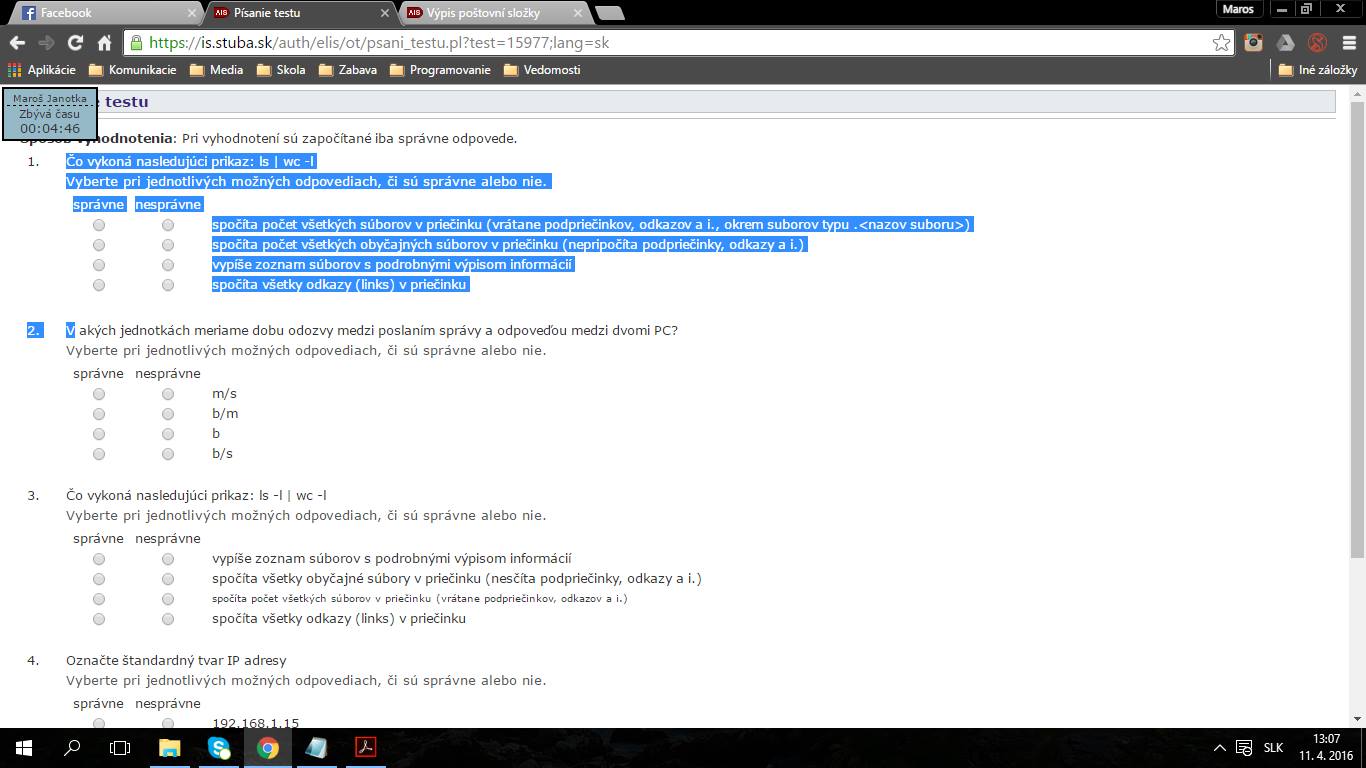 Facebook
Písanie testu
Výpis poštovní složky
Maros
https://is.stuba.sk/auth/elis/ot/psani_testu.pl?test=15977;lang=sk
Aplikácie Komunikacie Media Skola Zabava Programovanie Vedomosti Iné záložky
Maroš Janotka
Zbývá času
00:04:46
testu
vyhodnotenia: Pri vyhodnotení sú započítané iba správne odpovede.
1. Čo vykoná nasledujúci prikaz: ls | wc -l
Vyberte pri jednotlivých možných odpovediach, či sú správne alebo nie.
správne nesprávne
spočíta počet všetkých súborov v priečinku (vrátane podpriečinkov, odkazov a i., okrem suborov typu .<nazov suboru>)
spočíta počet všetkých obyčajných súborov v priečinku (nepripočíta podpriečinky, odkazy a i.)
vypíše zoznam súborov s podrobnými výpisom informácií
spočíta všetky odkazy (links) v priečinku
2. V akých jednotkách meriame dobu odozvy medzi poslaním správy a odpoveďou medzi dvomi PC?
Vyberte pri jednotlivých možných odpovediach, či sú správne alebo nie.
správne nesprávne
m/s
b/m
b
b/s
3. Čo vykoná nasledujúci prikaz: ls -l | wc -l
Vyberte pri jednotlivých možných odpovediach, či sú správne alebo nie.
správne nesprávne
vypíše zoznam súborov s podrobnými výpisom informácií
spočíta všetky obyčajné súbory v priečinku (nesčíta podpriečinky, odkazy a i.)
spočíta počet všetkých súborov v priečinku (vrátane podpriečinkov, odkazov a i.)
spočíta všetky odkazy (links) v priečinku
4. Označte štandardný tvar IP adresy
Vyberte pri jednotlivých možných odpovediach, či sú správne alebo nie.
správne nesprávne
192.168.1.15
SLK
13:07
11. 4. 2016